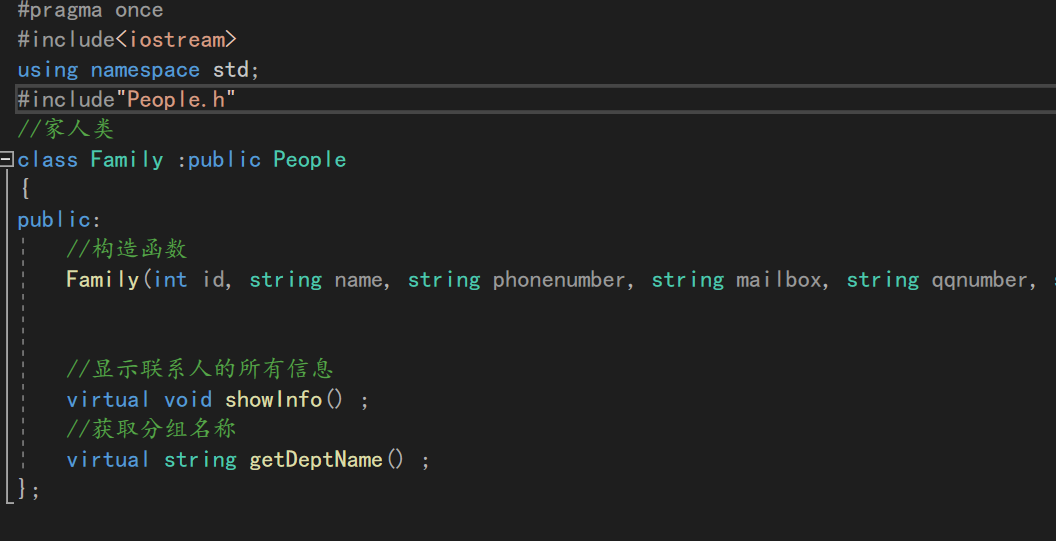 #pragma once
#include<iostream>
using namespace std;
#include"People.h"
//家人类
class Family :public People
{
public:
//构造函数
Family(int id, string name, string phonenumber, string mailbox, string qqnumber,
//显示联系人的所有信息
virtual void showInfo() ;
//获取分组名称
virtual string getDeptName() ;
};